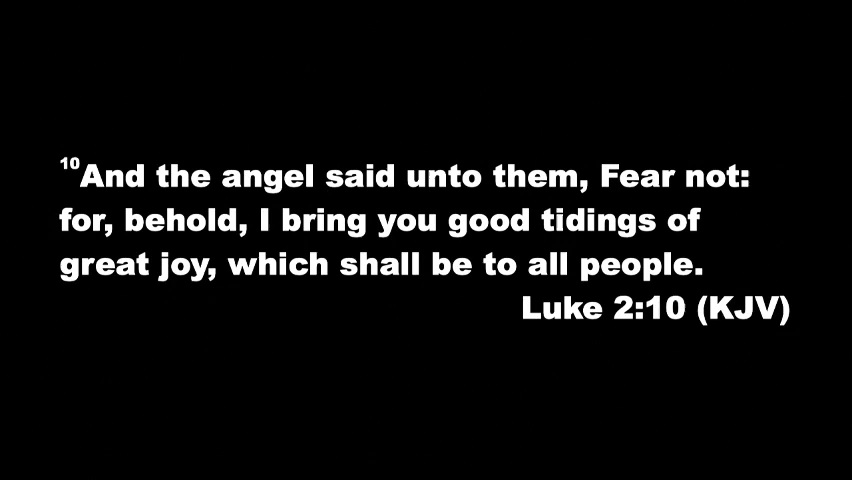 10And the angel said unto them, Fear not:
for, behold, I bring you good tidings of
great joy, which shall be to all people.
Luke 2:10 (KJV)